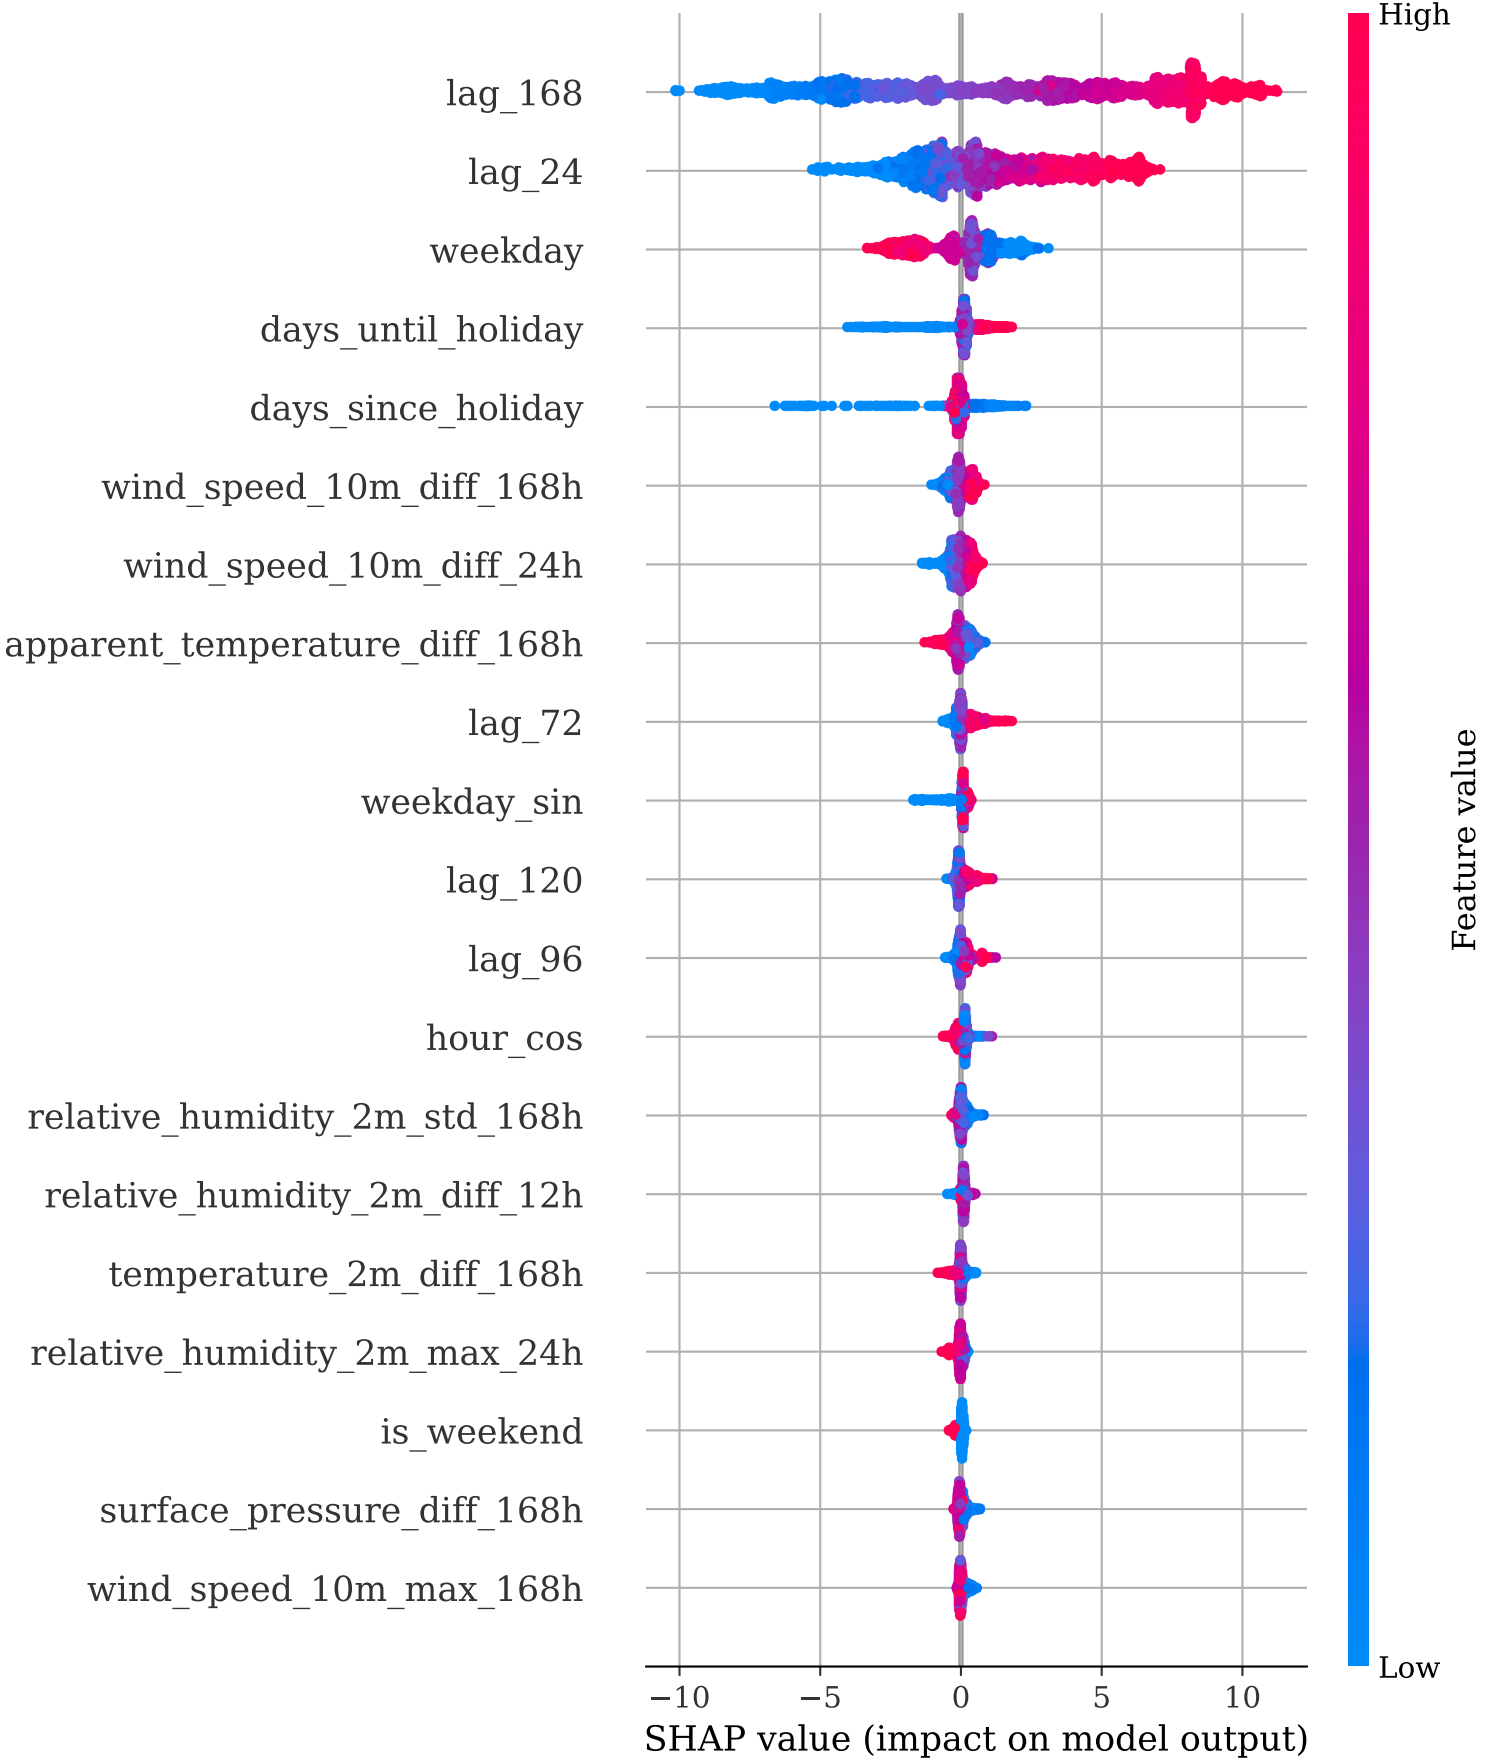 High
lag_168
lag_24
weekday
days_until_holiday
days_since_holiday
wind_speed_10m_diff_168h
wind_speed_10m_diff_24h
apparent_temperature_diff_168h
lag_72
weekday_sin
lag_120
lag_96
hour_cos
relative_humidity_2m_std_168h
relative_humidity_2m_diff_12h
temperature_2m_diff_168h
relative_humidity_2m_max_24h
is_weekend
surface_pressure_diff_168h
wind_speed_10m_max_168h
Feature value
Low
−10 −5 0 5 10
SHAP value (impact on model output)